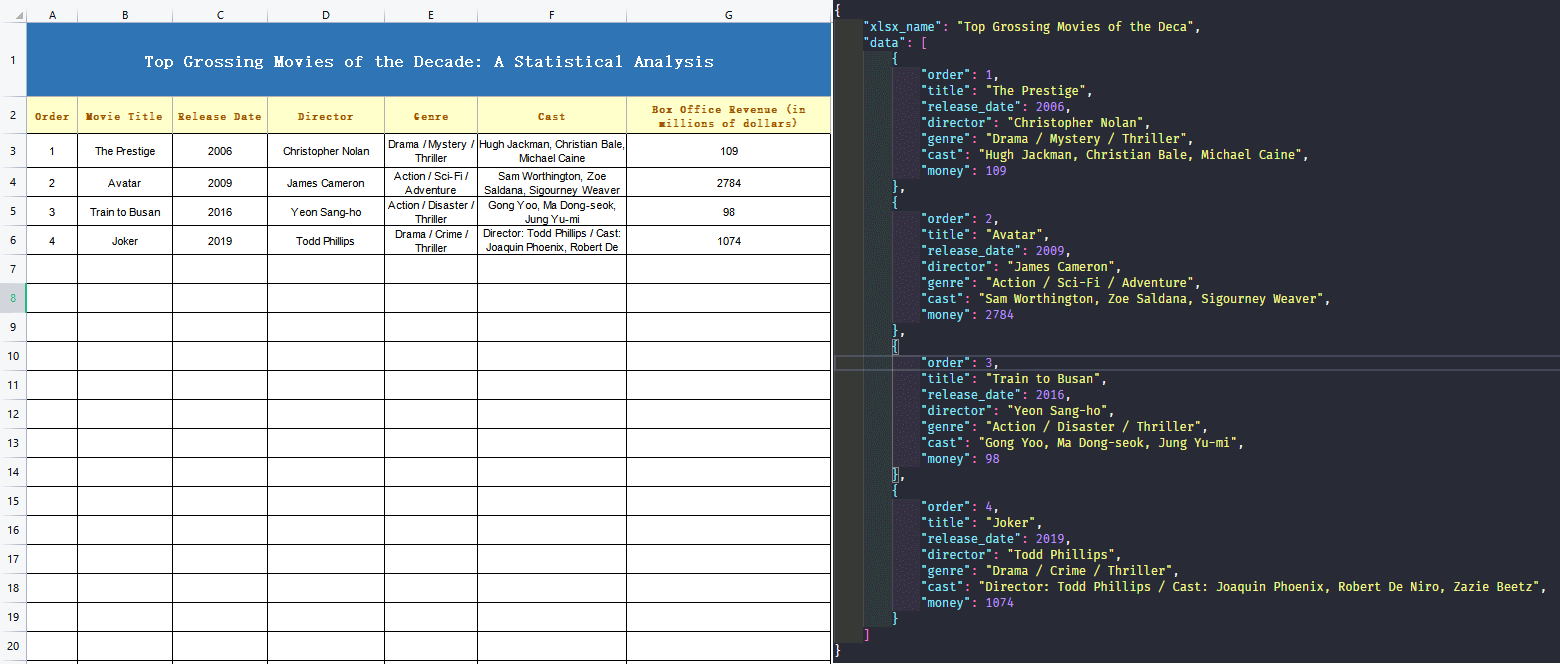 A B C D E F G
1 Top Grossing Movies of the Decade: A Statistical Analysis
2 Order Movie Title Release Date Director Genre Cast Box Office Revenue (in
millions of dollars)
3 1 The Prestige 2006 Christopher Nolan Drama / Mystery / Hugh Jackman, Christian Bale, 109
Thriller Michael Caine
4 2 Avatar 2009 James Cameron Action / Sci-Fi / Sam Worthington, Zoe 2784
Adventure Saldana, Sigourney Weaver
5 3 Train to Busan 2016 Yeon Sang-ho Action / Disaster / Gong Yoo, Ma Dong-seok, 98
Thriller Jung Yu-mi
6 4 Joker 2019 Todd Phillips Drama / Crime / Director: Todd Phillips / Cast: 1074
Thriller Joaquin Phoenix, Robert De
7
8
9
10
11
12
13
14
15
16
17
18
19
20
{
"xlsx_name": "Top Grossing Movies of the Deca",
"data": [
{
"order": 1,
"title": "The Prestige",
"release_date": 2006,
"director": "Christopher Nolan",
"genre": "Drama / Mystery / Thriller",
"cast": "Hugh Jackman, Christian Bale, Michael Caine",
"money": 109
},
{
"order": 2,
"title": "Avatar",
"release_date": 2009,
"director": "James Cameron",
"genre": "Action / Sci-Fi / Adventure",
"cast": "Sam Worthington, Zoe Saldana, Sigourney Weaver",
"money": 2784
},
{
"order": 3,
"title": "Train to Busan",
"release_date": 2016,
"director": "Yeon Sang-ho",
"genre": "Action / Disaster / Thriller",
"cast": "Gong Yoo, Ma Dong-seok, Jung Yu-mi",
"money": 98
},
{
"order": 4,
"title": "Joker",
"release_date": 2019,
"director": "Todd Phillips",
"genre": "Drama / Crime / Thriller",
"cast": "Director: Todd Phillips / Cast: Joaquin Phoenix, Robert De Niro, Zazie Beetz",
"money": 1074
}
]
}